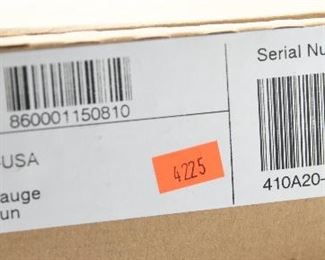 860001150810
USA
auge
un
4225
Serial Nu
410A20-